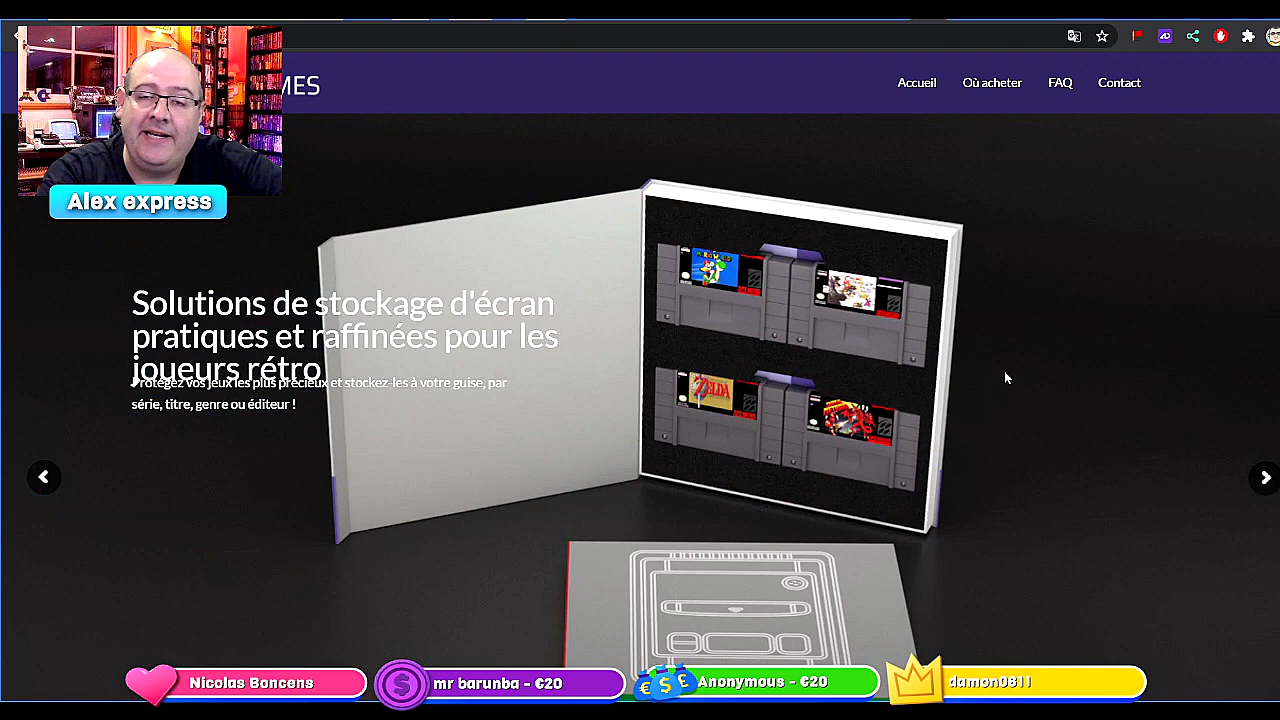 MES
Accueil
Où acheter
FAQ
Contact
Alex express
Solutions de stockage d'écran
pratiques et raffinées pour les
joueurs rétro
Protégez vos jeux les plus précieux et stockez-les à votre guise, par
série, titre, genre ou éditeur !
ZELDA
Nicolas Boncens
mr barunba - €20
Anonymous - €20
damon0811